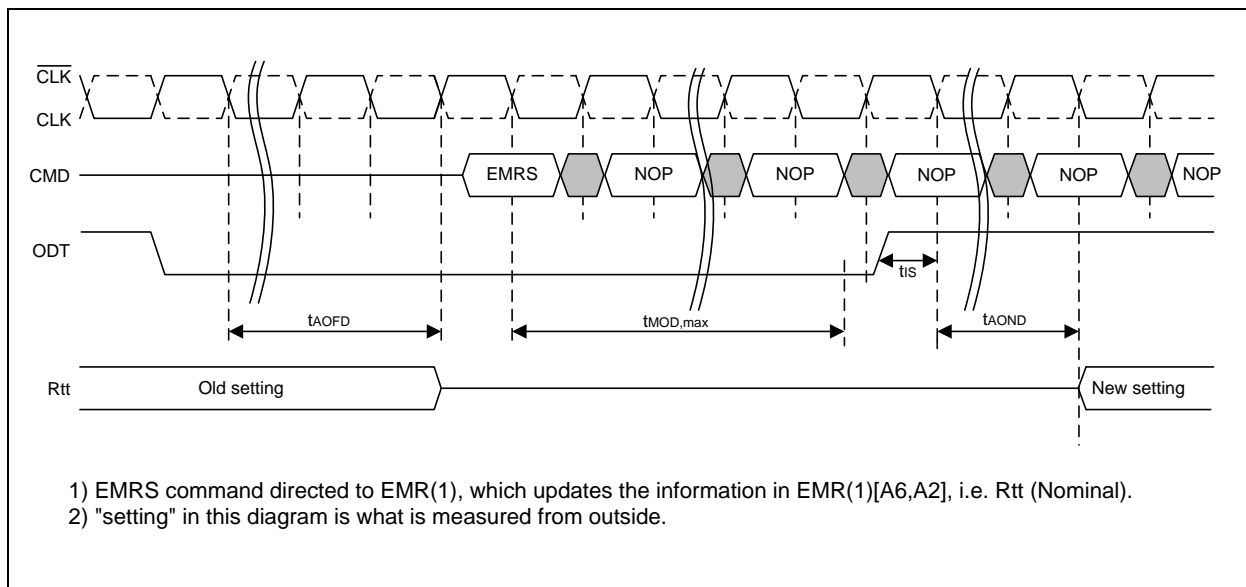 CLK
CLK
CMD
EMRS
NOP
NOP
NOP
NOP
NOP
ODT
tIS
tAOFD
tMOD,max
tAOND
Rtt
Old setting
New setting
1) EMRS command directed to EMR(1), which updates the information in EMR(1)[A6,A2], i.e. Rtt (Nominal).
2) "setting" in this diagram is what is measured from outside.